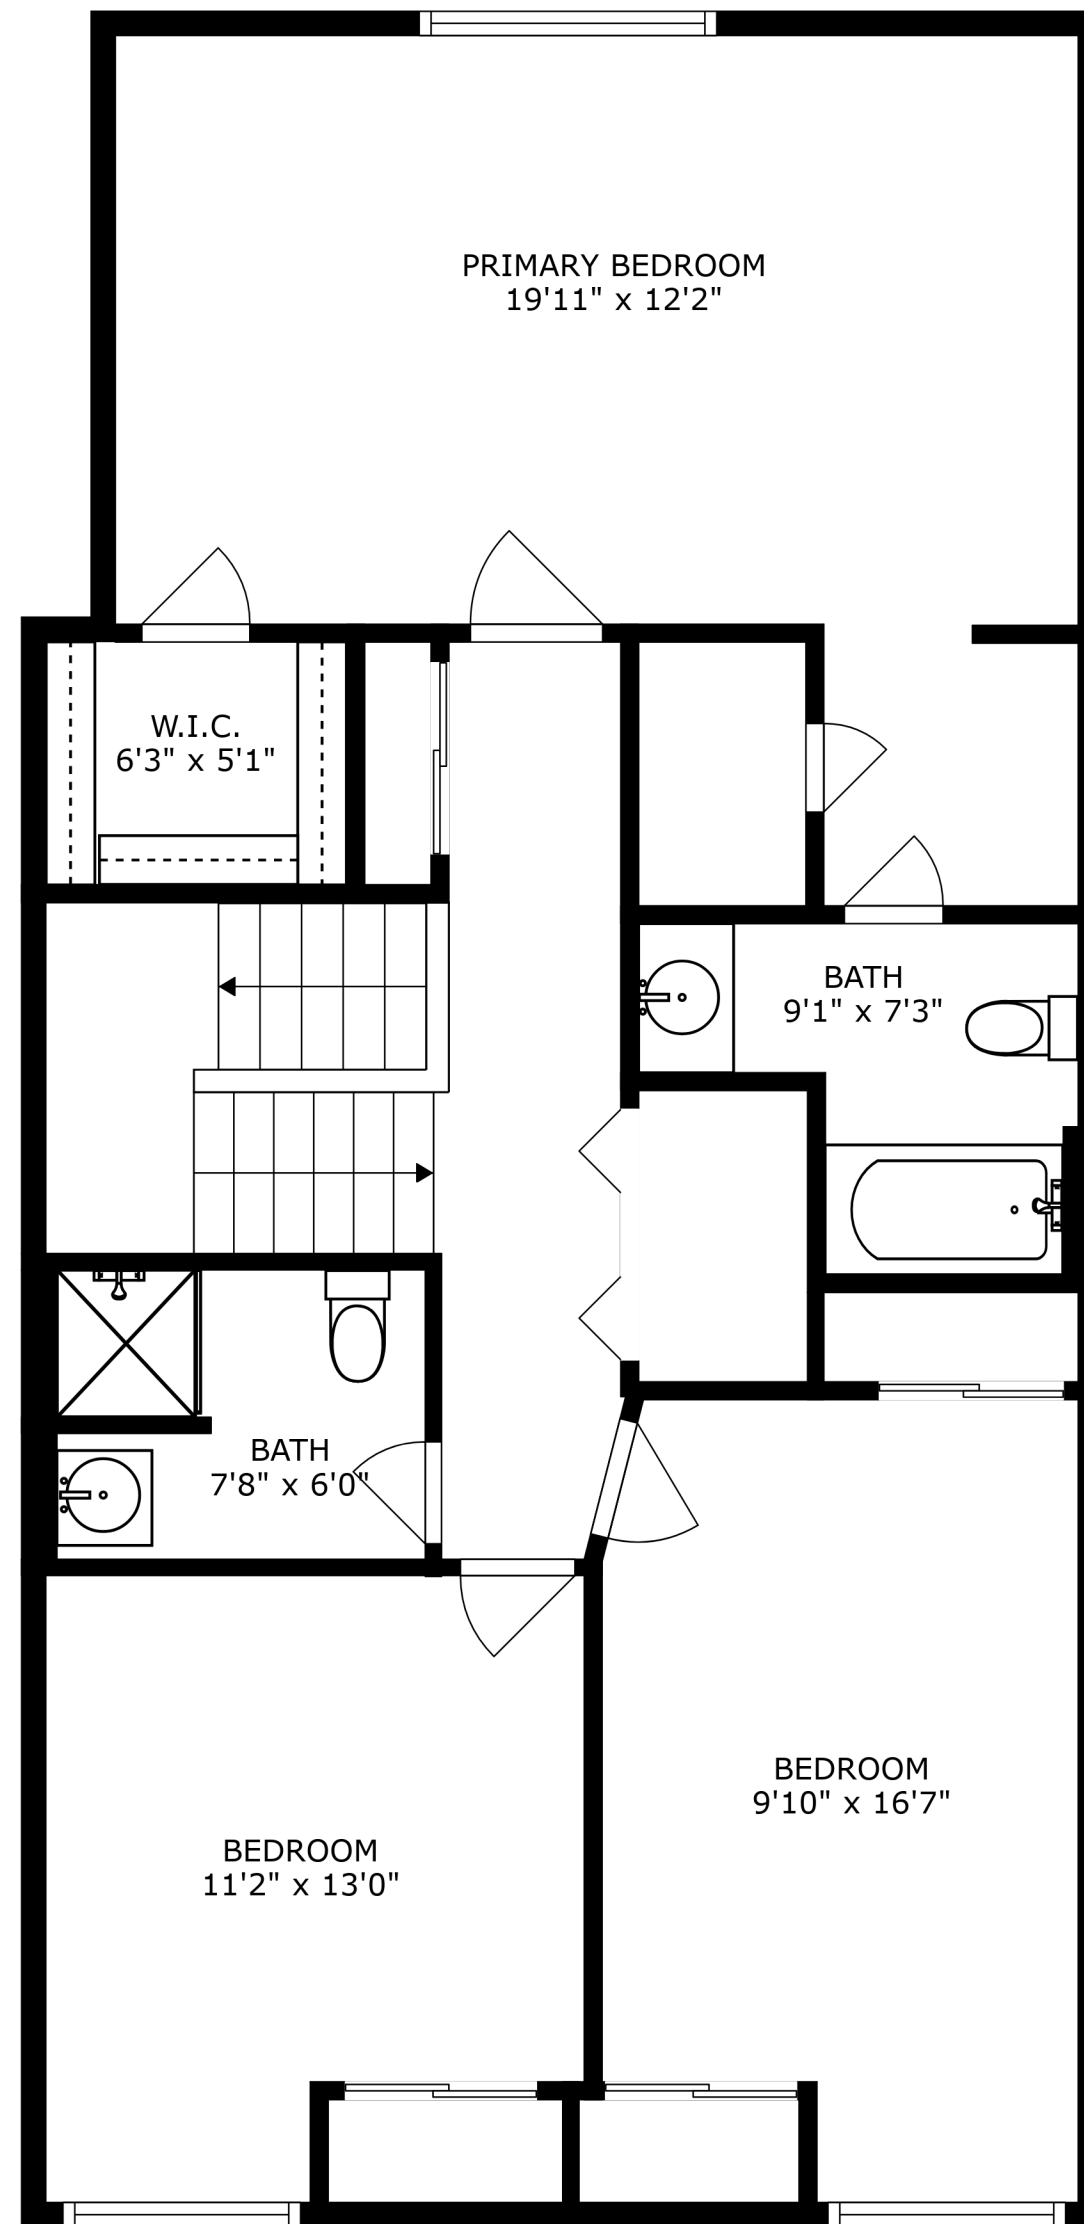 PRIMARY BEDROOM
19'11" x 12'2"
W.I.C.
6'3" x 5'1"
BATH
9'1" x 7'3"
BATH
7'8" x 6'0"
BEDROOM
9'10" x 16'7"
BEDROOM
11'2" x 13'0"